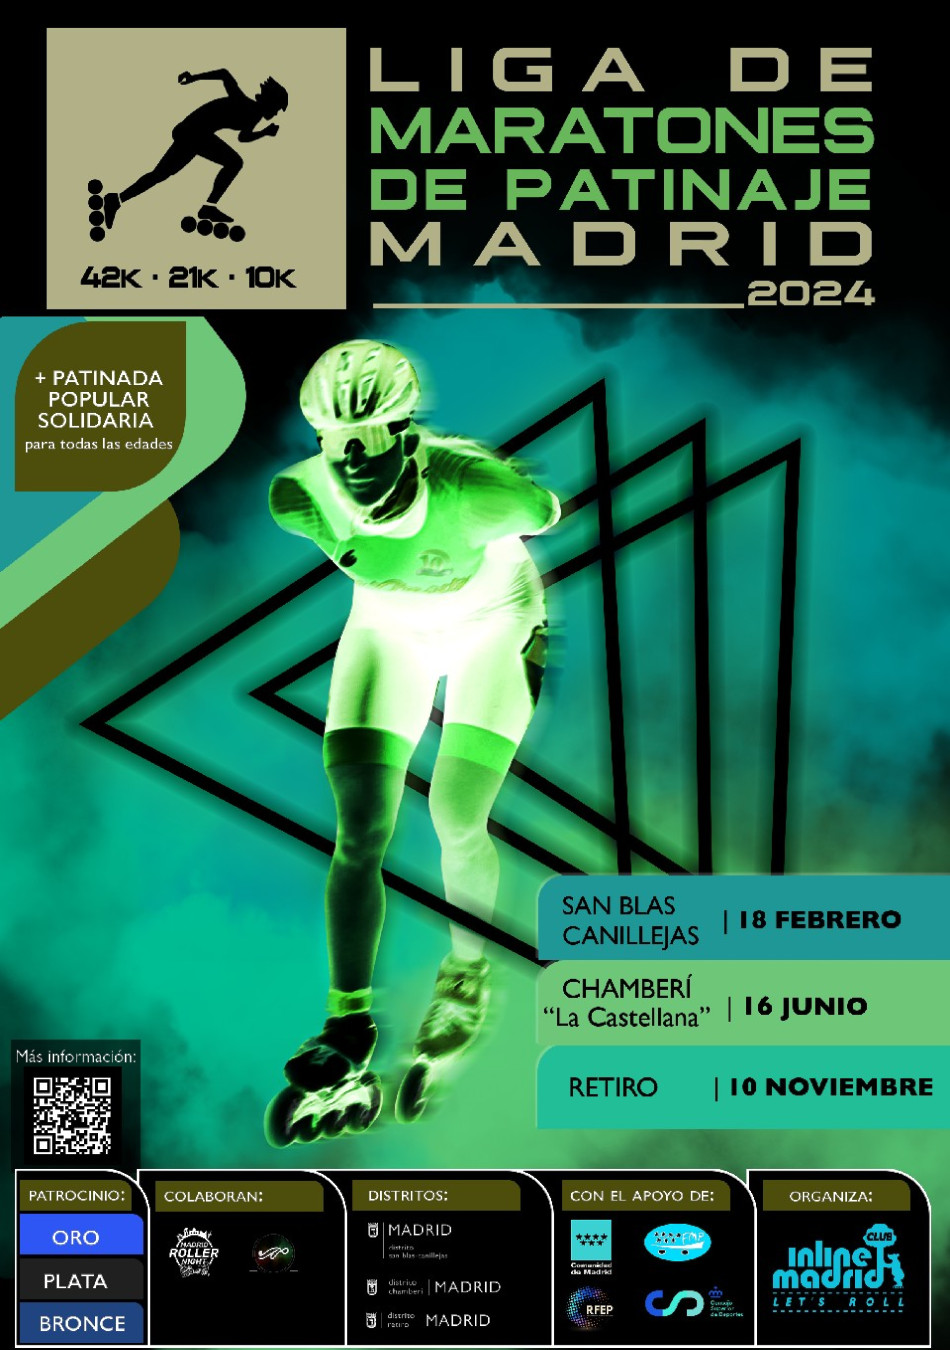 LIGA DE
MARATONES
DE PATINAJE
MADRID
2024
42K · 21K · 10K
+ PATINADA
POPULAR
SOLIDARIA
para todas las edades
SAN BLAS
CANILLEJAS
| 18 FEBRERO
CHAMBERÍ
“La Castellana”
| 16 JUNIO
RETIRO
| 10 NOVIEMBRE
Más información:
PATROCINIO:
ORO
PLATA
BRONCE
COLABORAN:
MADRID
ROLLER
NIGHT
DISTRITOS:
MADRID
distrito
san blas-canillejas
distrito
chamberí | MADRID
distrito
retiro MADRID
CON EL APOYO DE:
Comunidad
de Madrid
FMP
RFEP
CSD
Consejo
Superior
de Deportes
ORGANIZA:
CLUB
inline
madrid
LET'S ROLL